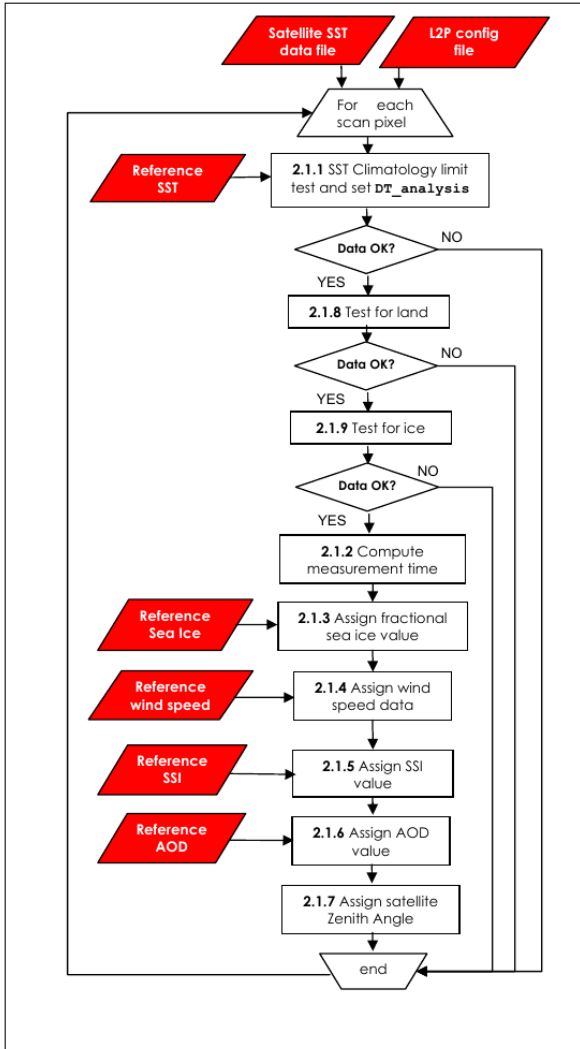 Satellite SST
data file
L2P config
file
For each
scan pixel
Reference
SST
2.1.1 SST Climatology limit
test and set DT_analysis
Data OK?
NO
YES
2.1.8 Test for land
Data OK?
NO
YES
2.1.9 Test for ice
Data OK?
NO
YES
2.1.2 Compute
measurement time
Reference
Sea Ice
2.1.3 Assign fractional
sea ice value
Reference
wind speed
2.1.4 Assign wind
speed data
Reference
SSI
2.1.5 Assign SSI
value
Reference
AOD
2.1.6 Assign AOD
value
2.1.7 Assign satellite
Zenith Angle
end